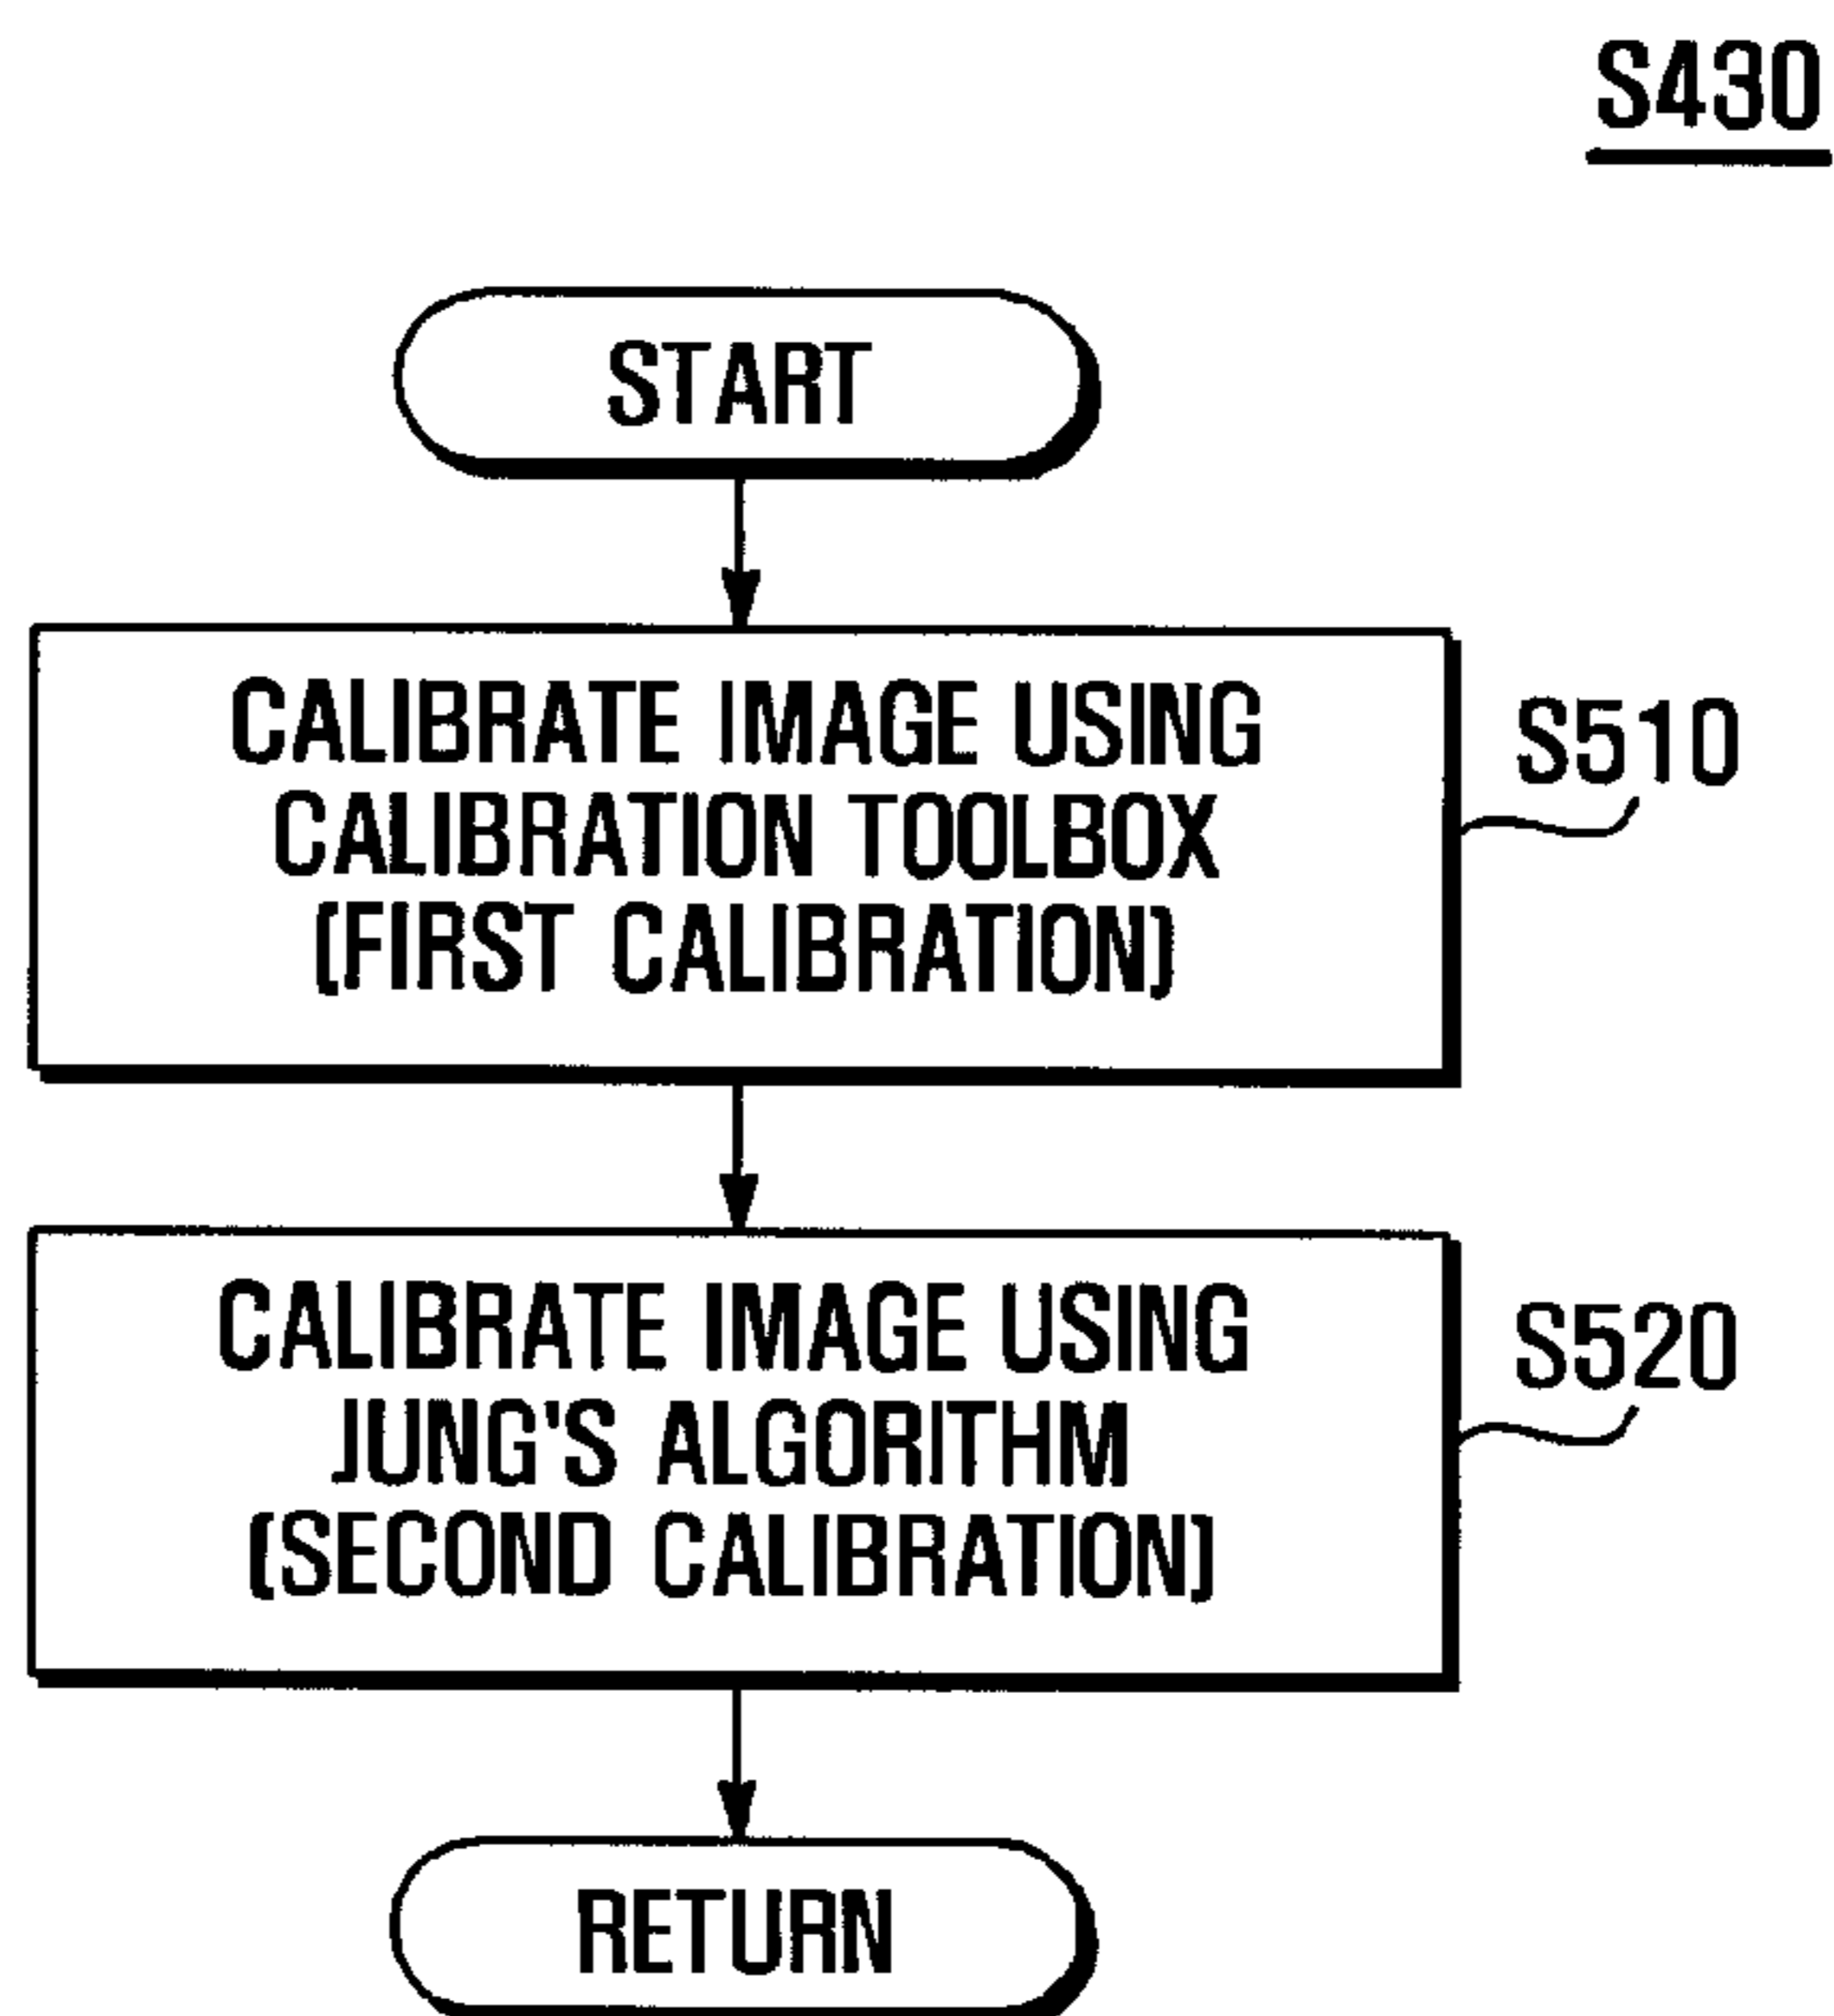 S430
START
CALIBRATE IMAGE USING
CALIBRATION TOOLBOX
(FIRST CALIBRATION)
S510
CALIBRATE IMAGE USING
JUNG'S ALGORITHM
(SECOND CALIBRATION)
S520
RETURN